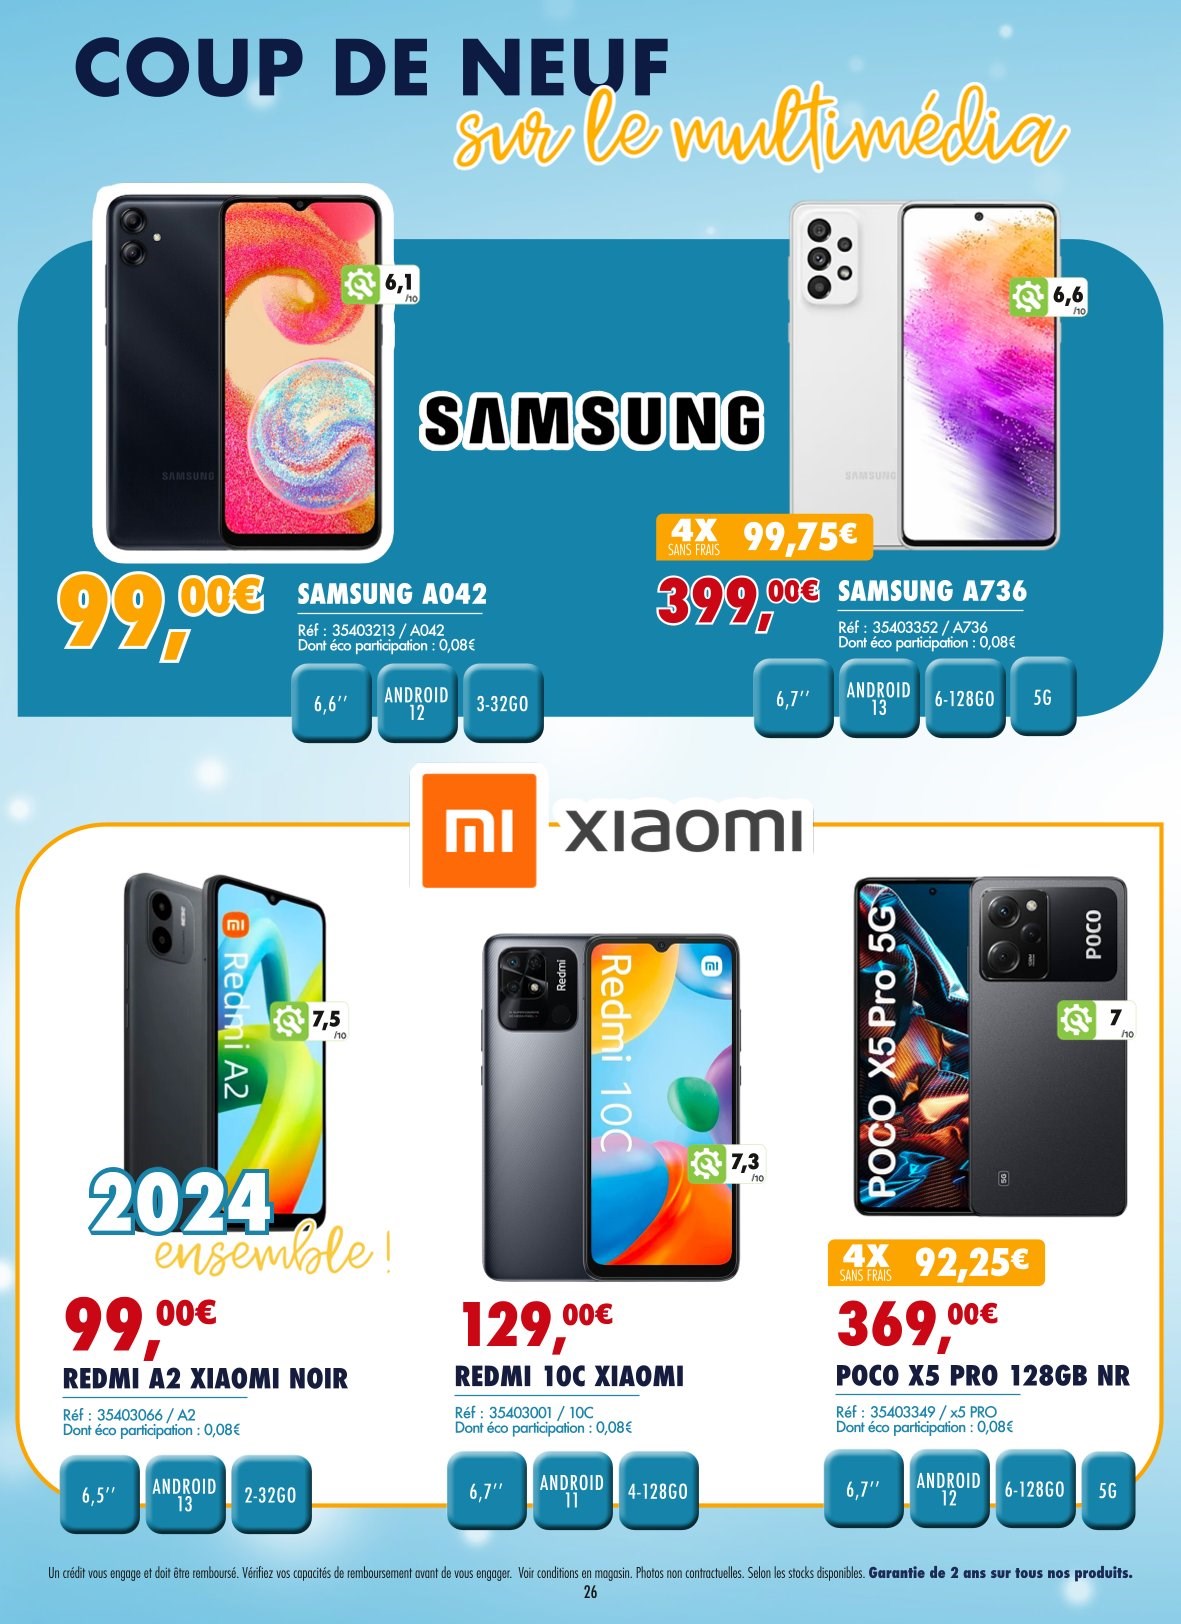 COUP DE NEUF
sur le multimédia
6,1
/10
6,6
/10
SAMSUNG
SAMSUNG
SAMSUNG
4X
SANS FRAIS
99,75€
99,00€
SAMSUNG A042
Réf : 35403213 / A042
Dont éco participation : 0,08€
6,6’’
ANDROID
12
3-32GO
399,00€
SAMSUNG A736
Réf : 35403352 / A736
Dont éco participation : 0,08€
6,7’’
ANDROID
13
6-128GO
5G
mi xiaomi
Redmi A2
7,5
/10
2024
ensemble !
99,00€
REDMI A2 XIAOMI NOIR
Réf : 35403066 / A2
Dont éco participation : 0,08€
6,5’’
ANDROID
13
2-32GO
Redmi
Redmi 10C
7,3
/10
129,00€
REDMI 10C XIAOMI
Réf : 35403001 / 10C
Dont éco participation : 0,08€
6,7’’
ANDROID
11
4-128GO
POCO X5 Pro 5G
POCO
5G
7
/10
4X
SANS FRAIS
92,25€
369,00€
POCO X5 PRO 128GB NR
Réf : 35403349 / x5 PRO
Dont éco participation : 0,08€
6,7’’
ANDROID
12
6-128GO
5G
Un crédit vous engage et doit être remboursé. Vérifiez vos capacités de remboursement avant de vous engager. Voir conditions en magasin. Photos non contractuelles. Selon les stocks disponibles. Garantie de 2 ans sur tous nos produits.
26